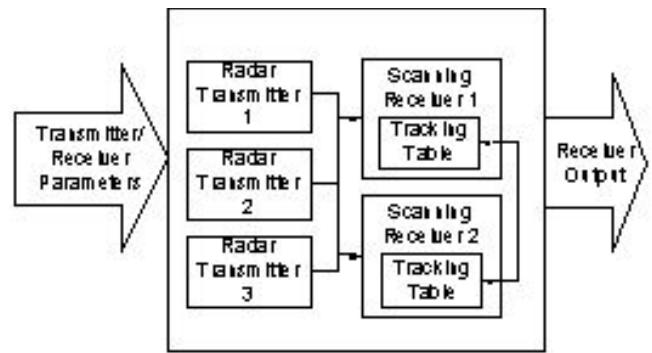 Transmitter/
Receiver
Parameters
Radar
Transmitter
1
Radar
Transmitter
2
Radar
Transmitter
3
Scanning
Receiver 1
Tracking
Table
Scanning
Receiver 2
Tracking
Table
Receiver
Output